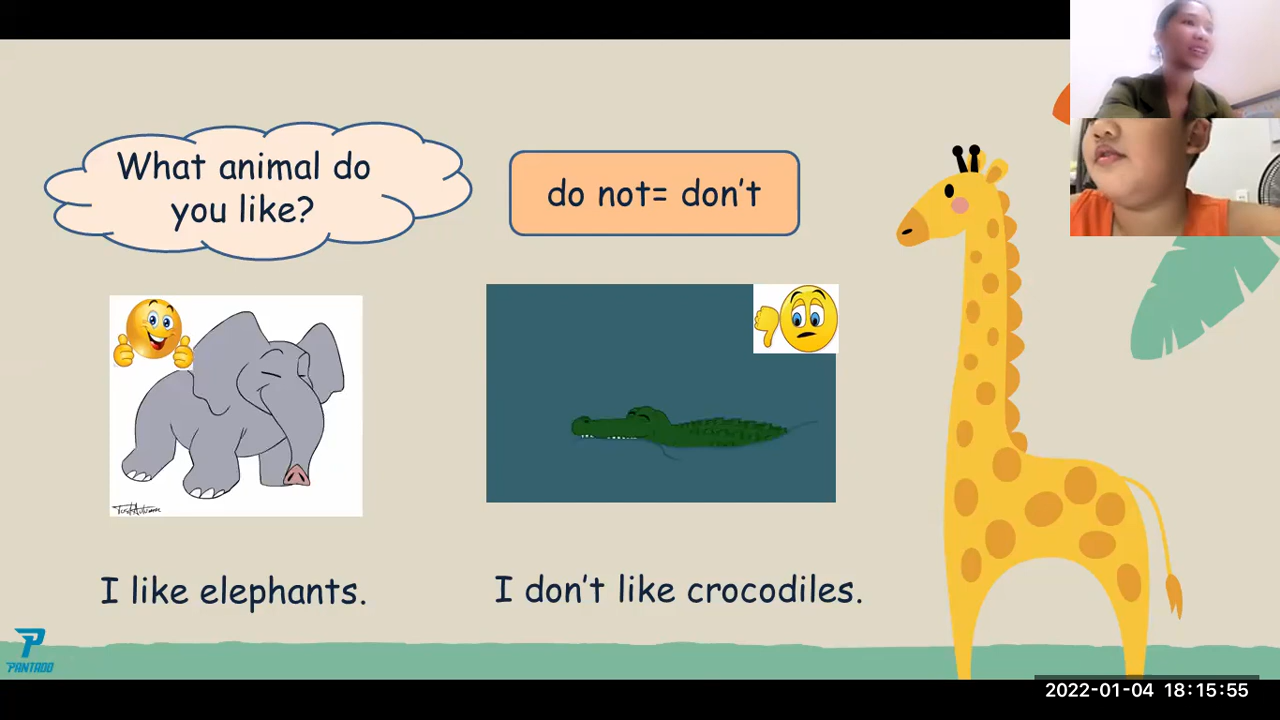 What animal do
you like?
do not= don't
I like elephants.
I don't like crocodiles.
PANTADO
2022-01-04 18:15:55